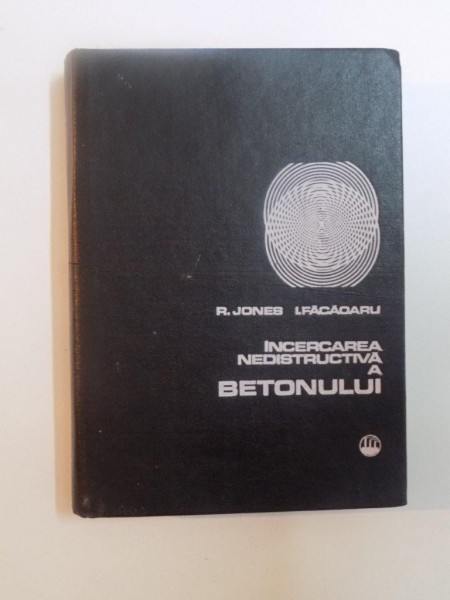 R. JONES I. FĂCĂOARU
ÎNCERCAREA
NEDISTRUCTIVĂ
A
BETONULUI